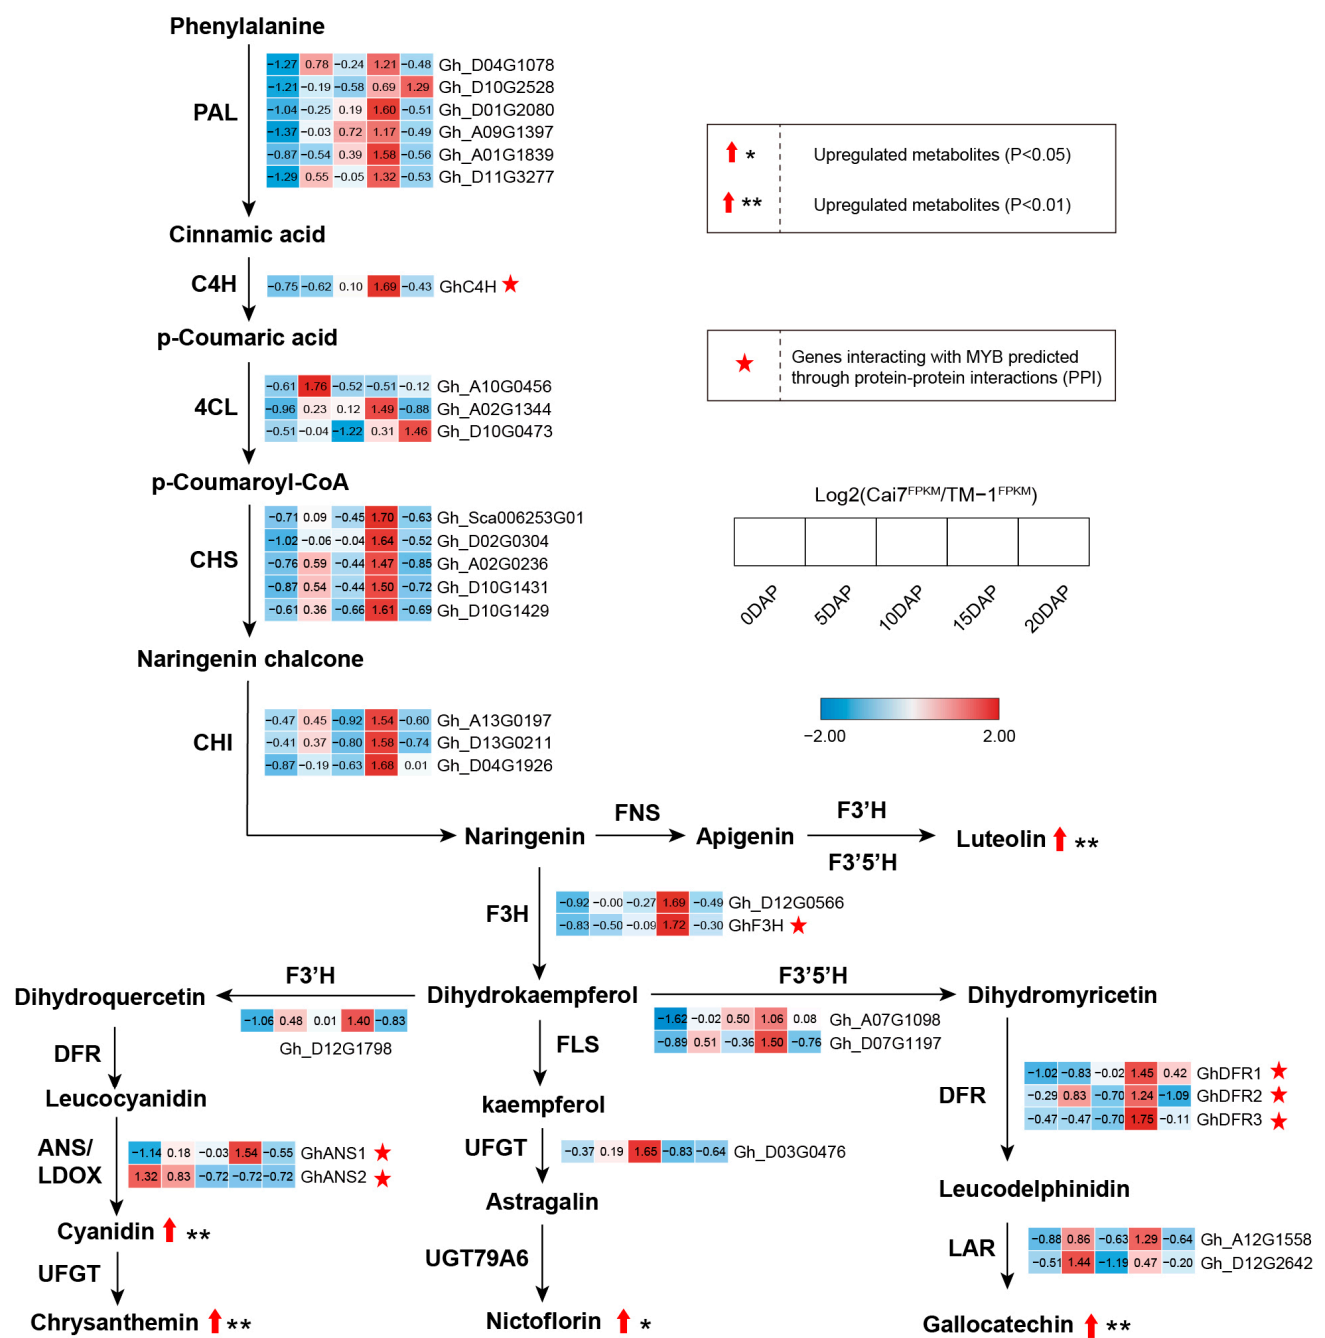 Phenylalanine
PAL
−1.27 0.78 −0.24 1.21 −0.48 Gh_D04G1078
−1.21 −0.19 −0.58 0.69 1.29 Gh_D10G2528
−1.04 −0.25 0.19 1.60 −0.51 Gh_D01G2080
−1.37 −0.03 0.72 1.17 −0.49 Gh_A09G1397
−0.87 −0.54 0.39 1.58 −0.56 Gh_A01G1839
−1.29 0.55 −0.05 1.32 −0.53 Gh_D11G3277
* Upregulated metabolites (P<0.05)
** Upregulated metabolites (P<0.01)
Cinnamic acid
C4H
−0.75 −0.62 0.10 1.69 −0.43 GhC4H
p-Coumaric acid
Genes interacting with MYB predicted
through protein-protein interactions (PPI)
4CL
−0.61 1.76 −0.52 −0.51 −0.12 Gh_A10G0456
−0.96 0.23 0.12 1.49 −0.88 Gh_A02G1344
−0.51 −0.04 −1.22 0.31 1.46 Gh_D10G0473
p-Coumaroyl-CoA
Log2(Cai7FPKM/TM−1FPKM)
0DAP 5DAP 10DAP 15DAP 20DAP
CHS
−0.71 0.09 −0.45 1.70 −0.63 Gh_Sca006253G01
−1.02 −0.06 −0.04 1.64 −0.52 Gh_D02G0304
−0.76 0.59 −0.44 1.47 −0.85 Gh_A02G0236
−0.87 0.54 −0.44 1.50 −0.72 Gh_D10G1431
−0.61 0.36 −0.66 1.61 −0.69 Gh_D10G1429
Naringenin chalcone
−2.00 2.00
CHI
−0.47 0.45 −0.92 1.54 −0.60 Gh_A13G0197
−0.41 0.37 −0.80 1.58 −0.74 Gh_D13G0211
−0.87 −0.19 −0.63 1.68 0.01 Gh_D04G1926
Naringenin FNS Apigenin F3’H Luteolin **
F3’5’H
F3H
−0.92 −0.00 −0.27 1.69 −0.49 Gh_D12G0566
−0.83 −0.50 −0.09 1.72 −0.30 GhF3H
Dihydroquercetin F3’H Dihydrokaempferol F3’5’H Dihydromyricetin
−1.06 0.48 0.01 1.40 −0.83
Gh_D12G1798
−1.62 −0.02 0.50 1.06 0.08 Gh_A07G1098
−0.89 0.51 −0.36 1.50 −0.76 Gh_D07G1197
DFR
Leucocyanidin
FLS
kaempferol
DFR
−1.02 −0.83 −0.02 1.45 0.42 GhDFR1
−0.29 0.83 −0.70 1.24 −1.09 GhDFR2
−0.47 −0.47 −0.70 1.75 −0.11 GhDFR3
ANS/
LDOX
−1.14 0.18 −0.03 1.54 −0.55 GhANS1
1.32 0.83 −0.72 −0.72 −0.72 GhANS2
UFGT
−0.37 0.19 1.65 −0.83 −0.64 Gh_D03G0476
Astragalin
Leucodelphinidin
Cyanidin **
UFGT
Chrysanthemin **
UGT79A6
Nictoflorin *
LAR
−0.88 0.86 −0.63 1.29 −0.64 Gh_A12G1558
−0.51 1.44 −1.19 0.47 −0.20 Gh_D12G2642
Gallocatechin **